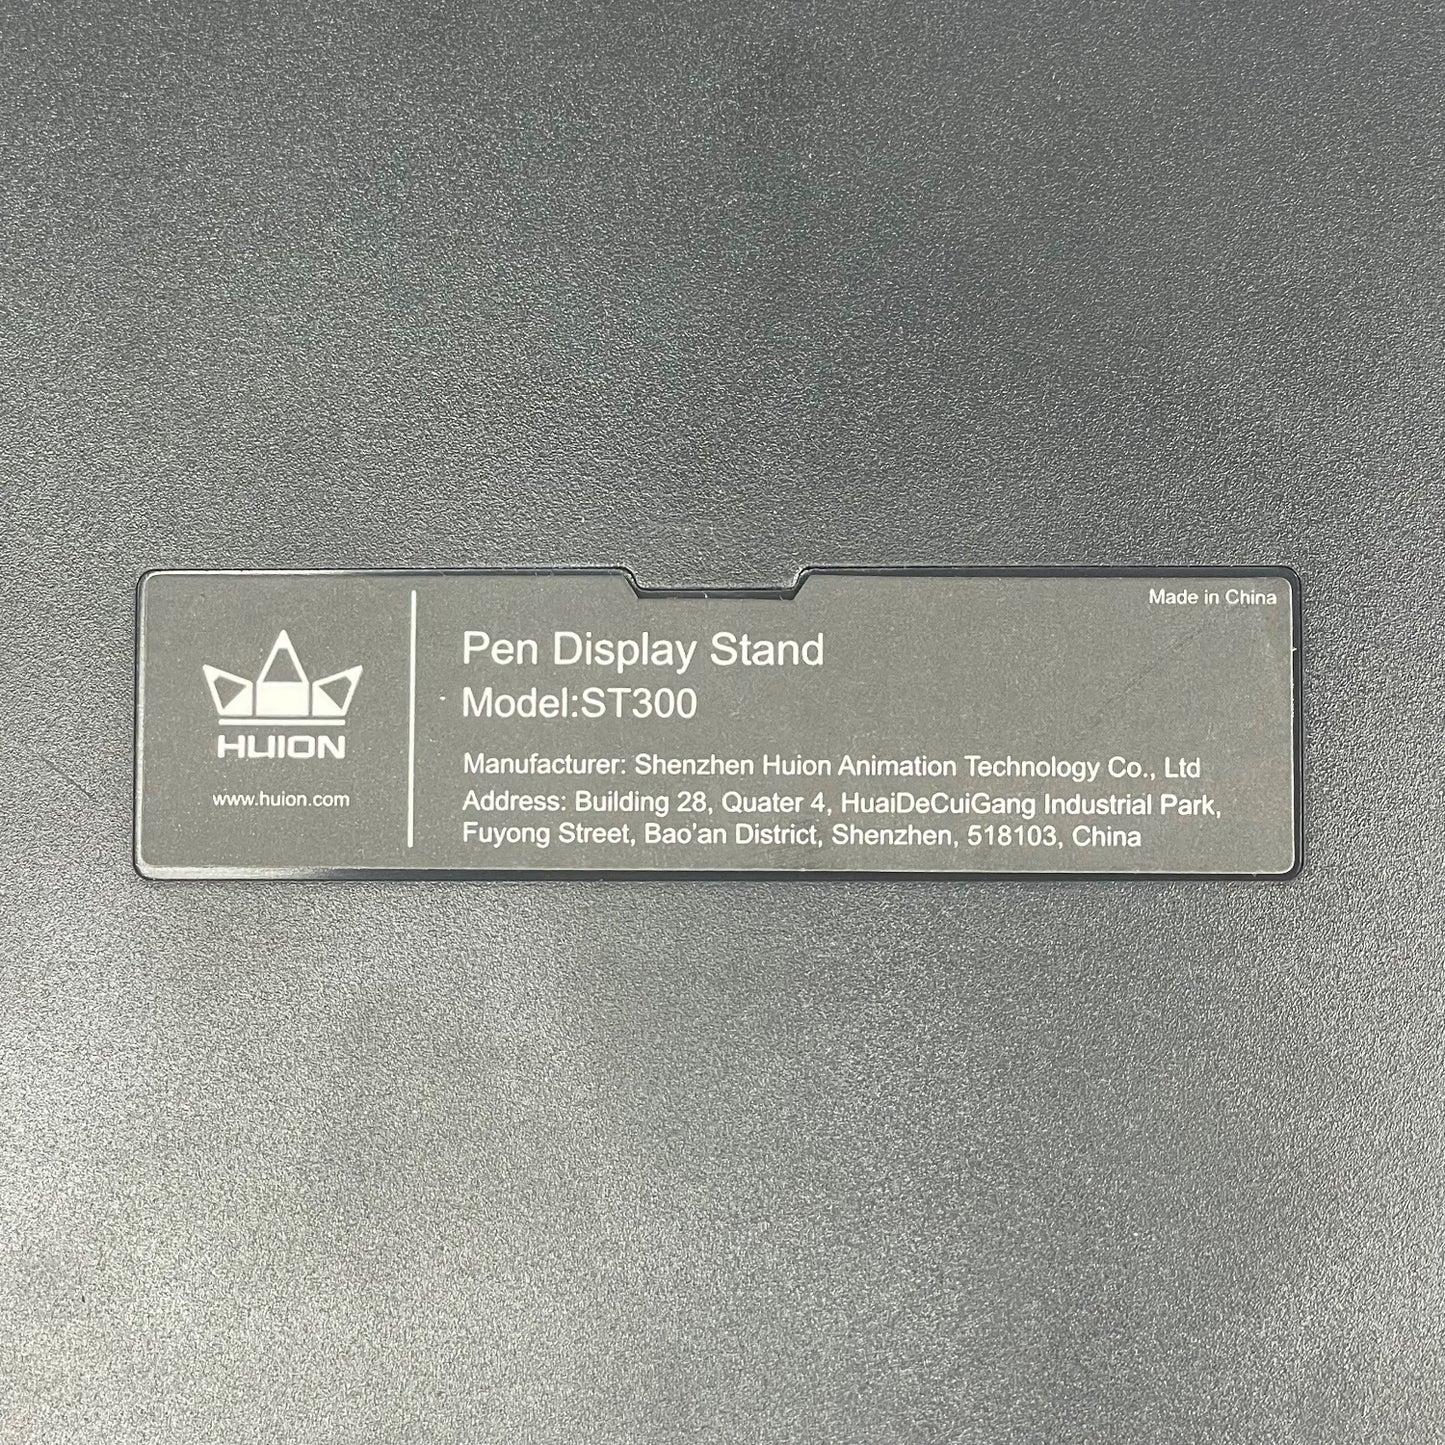 Made in China
HUION
www.huion.com
Pen Display Stand
Model:ST300
Manufacturer: Shenzhen Huion Animation Technology Co., Ltd
Address: Building 28, Quater 4, HuaiDeCuiGang Industrial Park,
Fuyong Street, Bao'an District, Shenzhen, 518103, China